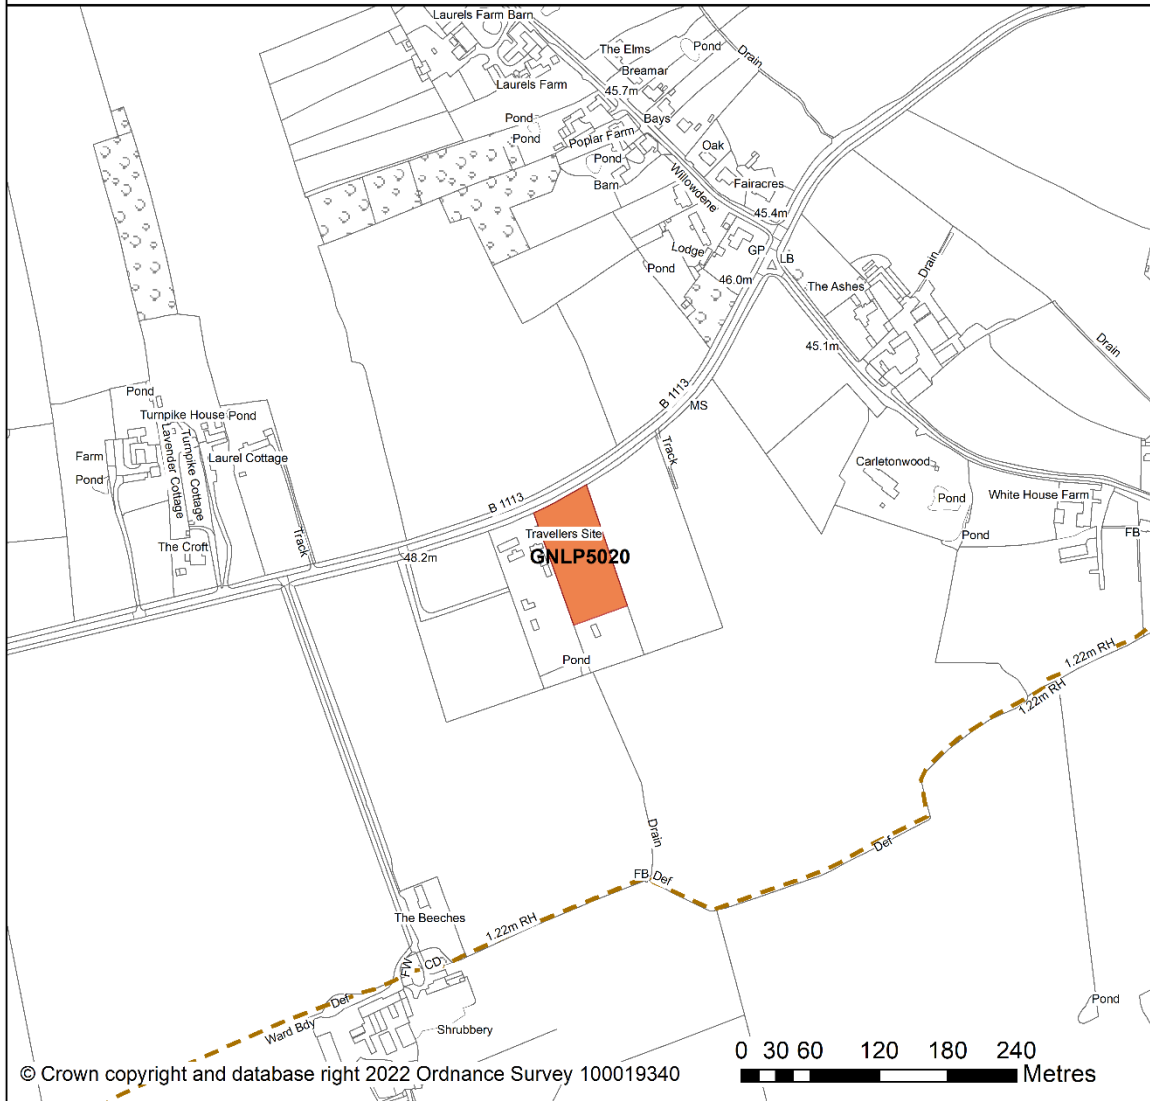 Laurels Farm Barn
The Elms
Pond
Drain
Breamar
Laurels Farm
45.7m
Pond
Bays
Pond
Poplar Farm
Oak
Pond
Barn
Willowdene
Fairacres
45.4m
Lodge
GP
LB
Pond
46.0m
The Ashes
Drain
45.1m
Drain
B 1113
MS
Pond
Turnpike House
Pond
Lavender Cottage
Turnpike Cottage
Farm
Laurel Cottage
Pond
Track
Carletonwood
Pond
White House Farm
B 1113
Travellers Site
Track
The Croft
48.2m
GNLP5020
Pond
FB
1.22m RH
1.22m RH
Pond
Drain
Def
FB
Def
The Beeches
1.22m RH
FW
CD
Def
Ward Bdy
Shrubbery
Pond
0 30 60 120 180 240
Metres
© Crown copyright and database right 2022 Ordnance Survey 100019340